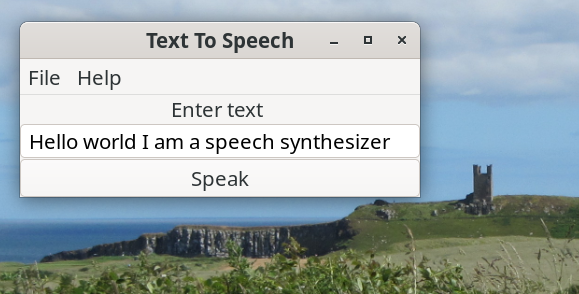 Text To Speech
File Help
Enter text
Hello world I am a speech synthesizer
Speak